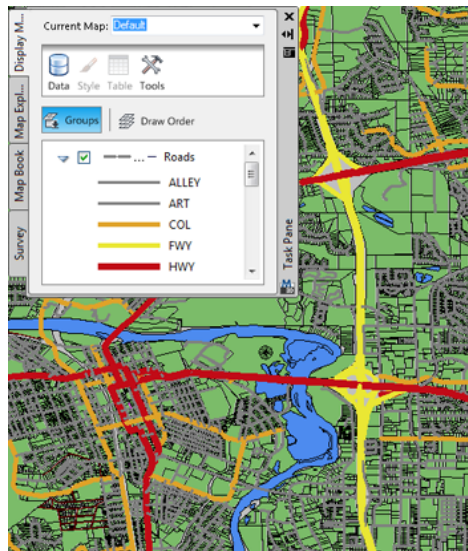 Current Map: Default
Data Style Table Tools
Groups Draw Order
Roads
ALLEY
ART
COL
FWY
HWY
Display M...
Map Expl...
Map Book
Survey
Task Pane